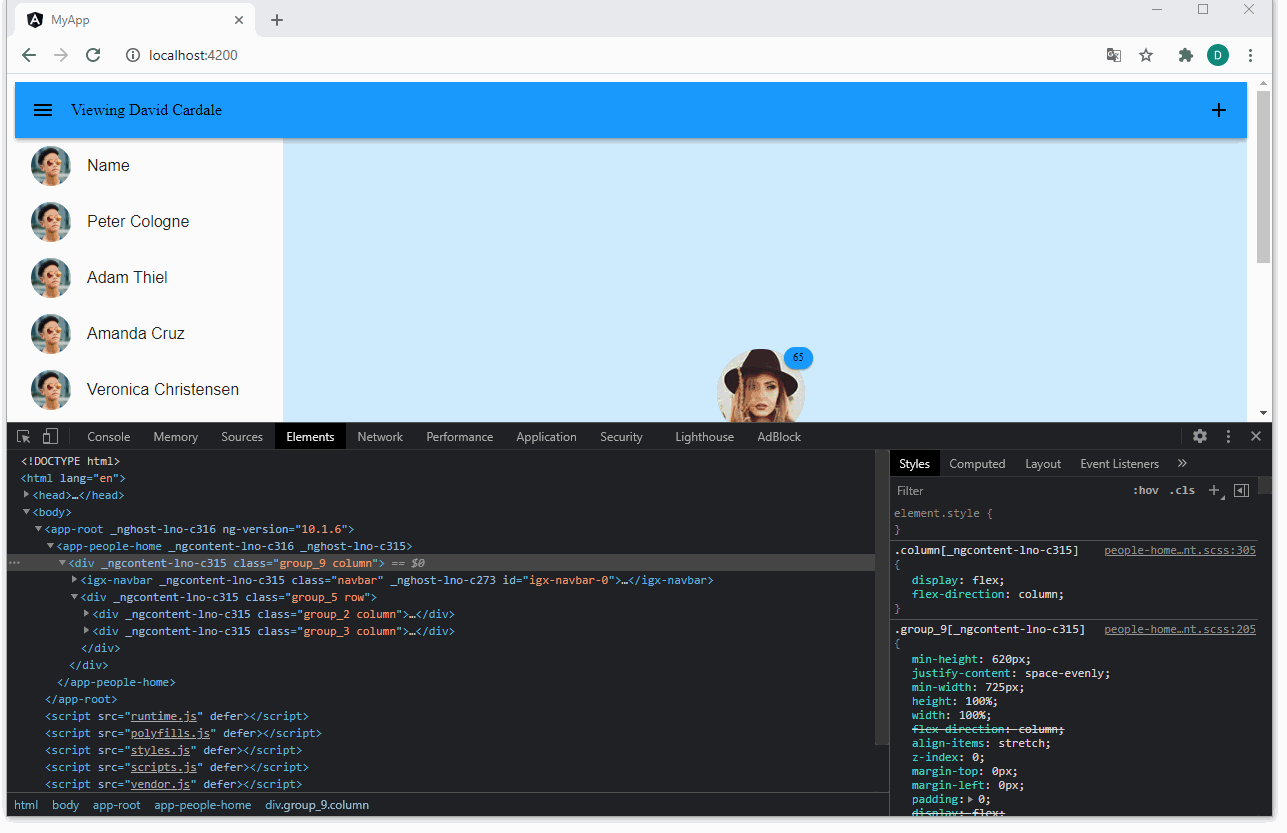 MyApp
localhost:4200
D
Viewing David Cardale
Name
Peter Cologne
Adam Thiel
Amanda Cruz
Veronica Christensen
65
Console Memory Sources Elements Network Performance Application Security Lighthouse AdBlock
<!DOCTYPE html>
<html lang="en">
<head>…</head>
<body>
<app-root _nghost-lno-c316 ng-version="10.1.6">
<app-people-home _ngcontent-lno-c316 _nghost-lno-c315>
<div _ngcontent-lno-c315 class="group_9 column"> == $0
<igx-navbar _ngcontent-lno-c315 class="navbar" _nghost-lno-c273 id="igx-navbar-0">…</igx-navbar>
<div _ngcontent-lno-c315 class="group_5 row">
<div _ngcontent-lno-c315 class="group_2 column">…</div>
<div _ngcontent-lno-c315 class="group_3 column">…</div>
</div>
</div>
</app-people-home>
</app-root>
<script src="runtime.js" defer></script>
<script src="polyfills.js" defer></script>
<script src="styles.js" defer></script>
<script src="scripts.js" defer></script>
<script src="vendor.js" defer></script>
html body app-root app-people-home div.group_9.column
Styles Computed Layout Event Listeners »
Filter :hov .cls
element.style {
}
.column[_ngcontent-lno-c315] people-home…nt.scss:305
{
display: flex;
flex-direction: column;
}
.group_9[_ngcontent-lno-c315] people-home…nt.scss:205
{
min-height: 620px;
justify-content: space-evenly;
min-width: 725px;
height: 100%;
width: 100%;
flex-direction: column;
align-items: stretch;
z-index: 0;
margin-top: 0px;
margin-left: 0px;
padding: 0;
display: flex;